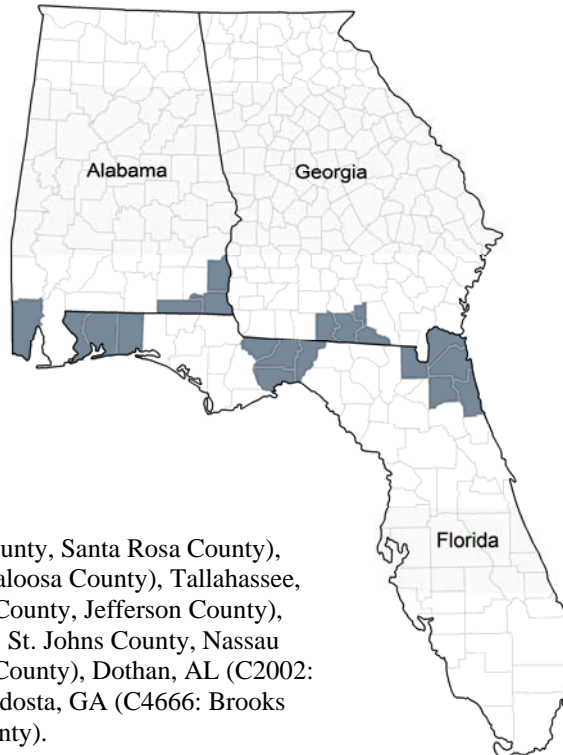 Alabama
Georgia
Florida
unty, Santa Rosa County),
aloosa County), Tallahassee,
County, Jefferson County),
St. Johns County, Nassau
County), Dothan, AL (C2002:
dosta, GA (C4666: Brooks
unty).